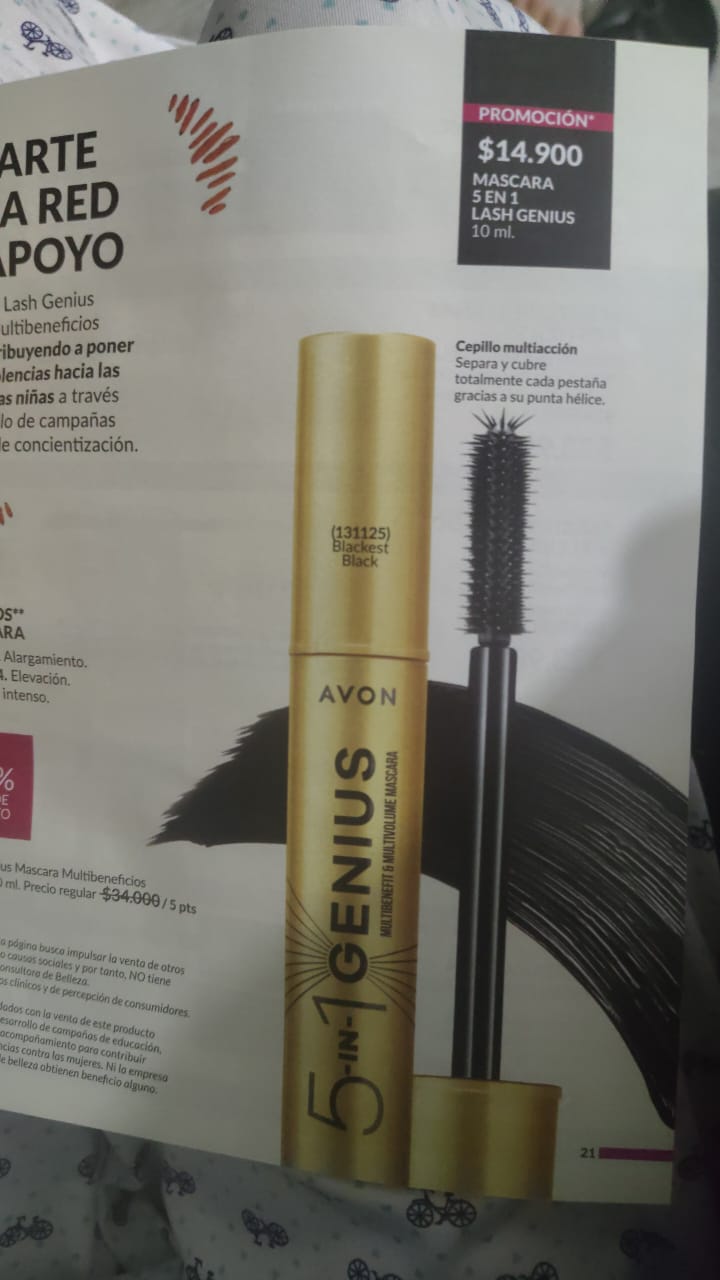 ARTE
A RED
APOYO
Lash Genius
ultibeneficios
ribuyendo a poner
lencias hacia las
as niñas a través
lo de campañas
de concientización.
PROMOCIÓN*
$14.900
MASCARA
5 EN 1
LASH GENIUS
10 ml.
Cepillo multiacción
Separa y cubre
totalmente cada pestaña
gracias a su punta hélice.
(131125)
Blackest
Black
OS**
ARA
Alargamiento.
4. Elevación.
intenso.
%
DE
TO
us Mascara Multibeneficios
0 ml. Precio regular $34.000 / 5 pts
a página busca impulsar la venta de otros
o causas sociales y por tanto, NO tiene
onsultora de Belleza.
os clínicos y de percepción de consumidores.
dados con la venta de este producto
esarrollo de campañas de educación,
acompañamiento para contribuir
ncias contra las mujeres. Ni la empresa
de belleza obtienen beneficio alguno.
AVON
5-IN-1 GENIUS
MULTIBENEFIT & MULTIVOLUME MASCARA
21